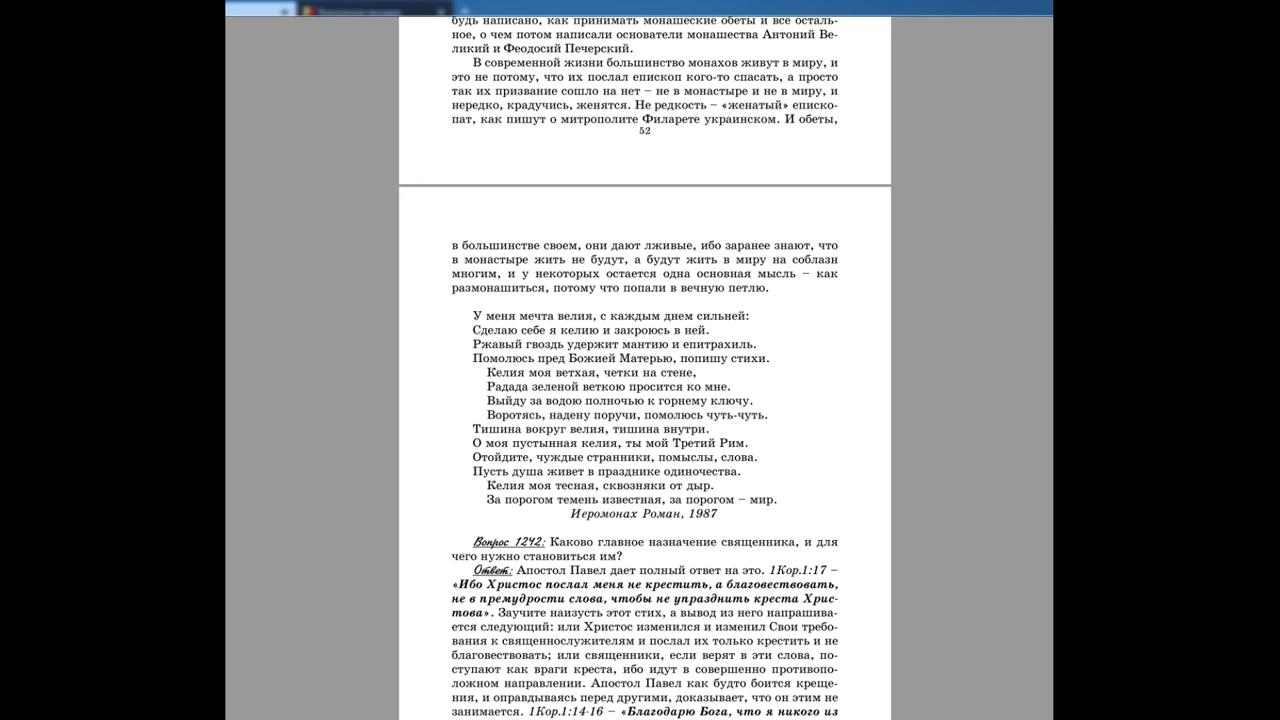 будь написано, как принимать монашеские обеты и все осталь-
ное, о чем потом написали основатели монашества Антоний Ве-
ликий и Феодосий Печерский.
В современной жизни большинство монахов живут в миру, и
это не потому, что их послал епископ кого-то спасать, а просто
так их призвание сошло на нет – не в монастыре и не в миру, и
нередко, крадучись, женятся. Не редкость – «женатый» еписко-
пат, как пишут о митрополите Филарете украинском. И обеты,
52
в большинстве своем, они дают лживые, ибо заранее знают, что
в монастыре жить не будут, а будут жить в миру на соблазн
многим, и у некоторых остается одна основная мысль – как
размонашиться, потому что попали в вечную петлю.
У меня мечта велия, с каждым днем сильней:
Сделаю себе я келию и закроюсь в ней.
Ржавый гвоздь удержит мантию и епитрахиль.
Помолюсь пред Божией Матерью, попишу стихи.
Келия моя ветхая, четки на стене,
Радада зеленой веткою просится ко мне.
Выйду за водою полночью к горнему ключу.
Воротясь, надену поручи, помолюсь чуть-чуть.
Тишина вокруг велия, тишина внутри.
О моя пустынная келия, ты мой Третий Рим.
Отойдите, чуждые странники, помыслы, слова.
Пусть душа живет в празднике одиночества.
Келия моя тесная, сквозняки от дыр.
За порогом темень известная, за порогом – мир.
Иеромонах Роман, 1987
Вопрос 1242: Каково главное назначение священника, и для
чего нужно становиться им?
Ответ: Апостол Павел дает полный ответ на это. 1Кор.1:17 –
«Ибо Христос послал меня не крестить, а благовествовать,
не в премудрости слова, чтобы не упразднить креста Хрис-
това». Заучите наизусть этот стих, а вывод из него напрашива-
ется следующий: или Христос изменился и изменил Свои требо-
вания к священнослужителям и послал их только крестить и не
благовествовать; или священники, если верят в эти слова, по-
ступают как враги креста, ибо идут в совершенно противопо-
ложном направлении. Апостол Павел как будто боится креще-
ния, и оправдываясь перед другими, доказывает, что он этим не
занимается. 1Кор.1:14-16 – «Благодарю Бога, что я никого из